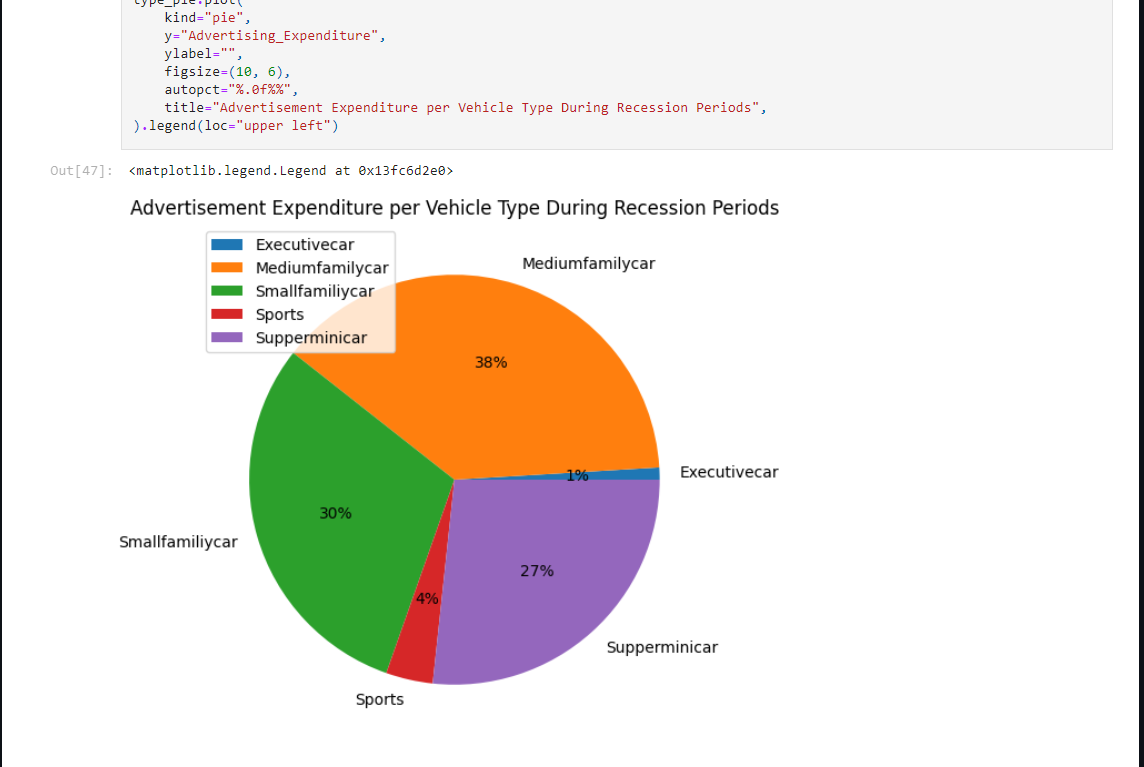 type_pie.plot(
kind="pie",
y="Advertising_Expenditure",
ylabel="",
figsize=(10, 6),
autopct="%.0f%%",
title="Advertisement Expenditure per Vehicle Type During Recession Periods",
).legend(loc="upper left")
Out[47]: <matplotlib.legend.Legend at 0x13fc6d2e0>
Advertisement Expenditure per Vehicle Type During Recession Periods
Executivecar
Mediumfamilycar
Smallfamiliycar
Sports
Supperminicar
Mediumfamilycar
38%
1%
Executivecar
30%
Smallfamiliycar
27%
4%
Supperminicar
Sports